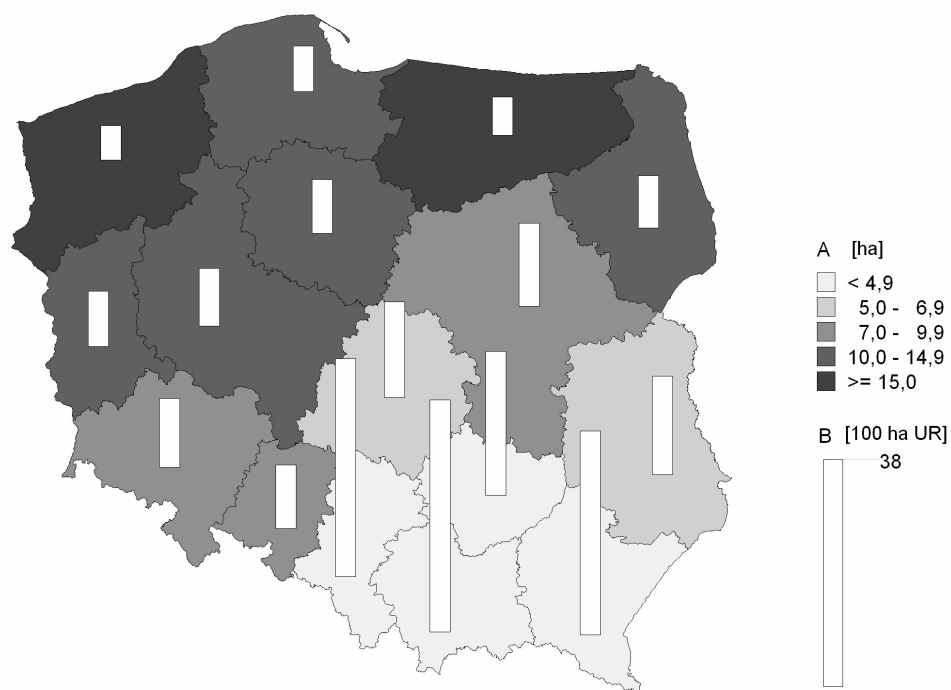 A [ha]
< 4,9
5,0 - 6,9
7,0 - 9,9
10,0 - 14,9
>= 15,0
B [100 ha UR]
38